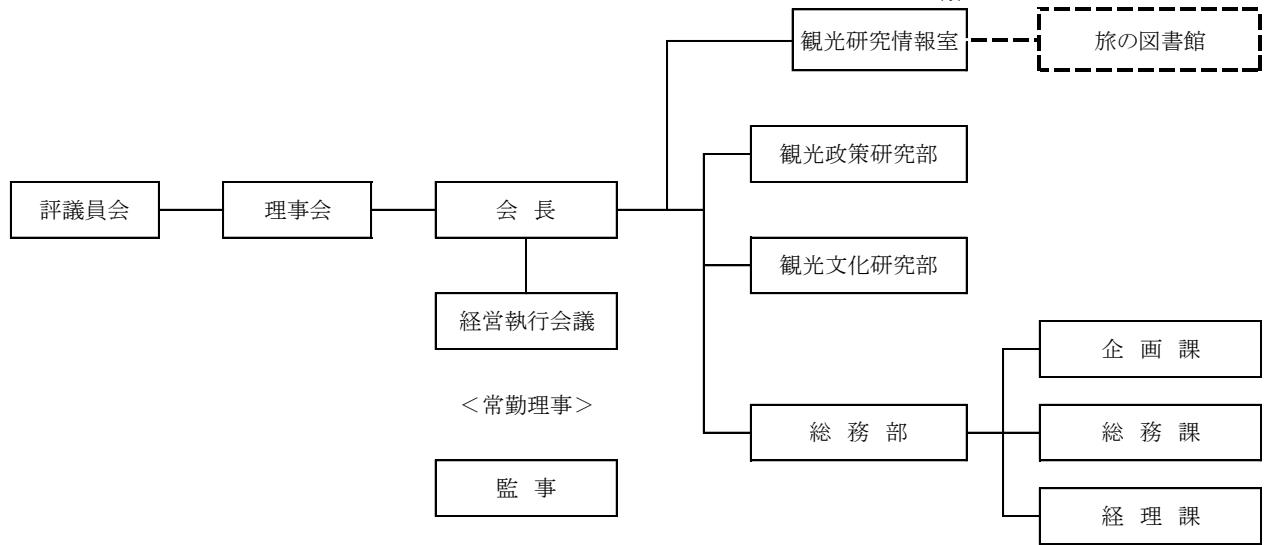 観光研究情報室
旅の図書館
観光政策研究部
評議員会
理事会
会 長
観光文化研究部
経営執行会議
企 画 課
＜常勤理事＞
総 務 部
総 務 課
監 事
経 理 課